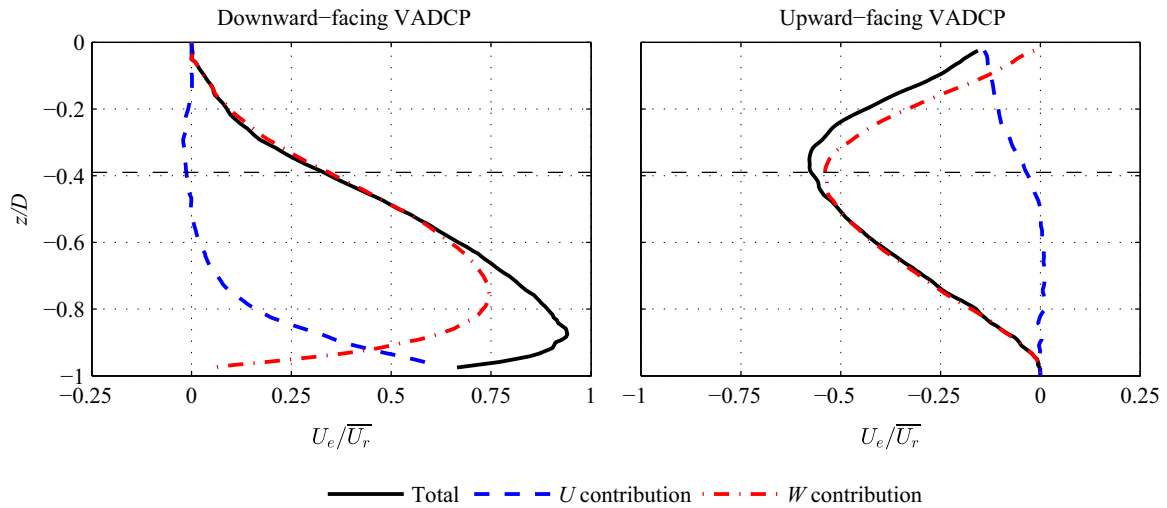 Downward−facing VADCP
Upward−facing VADCP
0
−0.2
−0.4
−0.6
−0.8
−1
z/D
−0.25 0 0.25 0.5 0.75 1
−1 −0.5 −0.25 0 0.25
U_e/\overline{U_r}
U_e/\overline{U_r}
Total U contribution W contribution